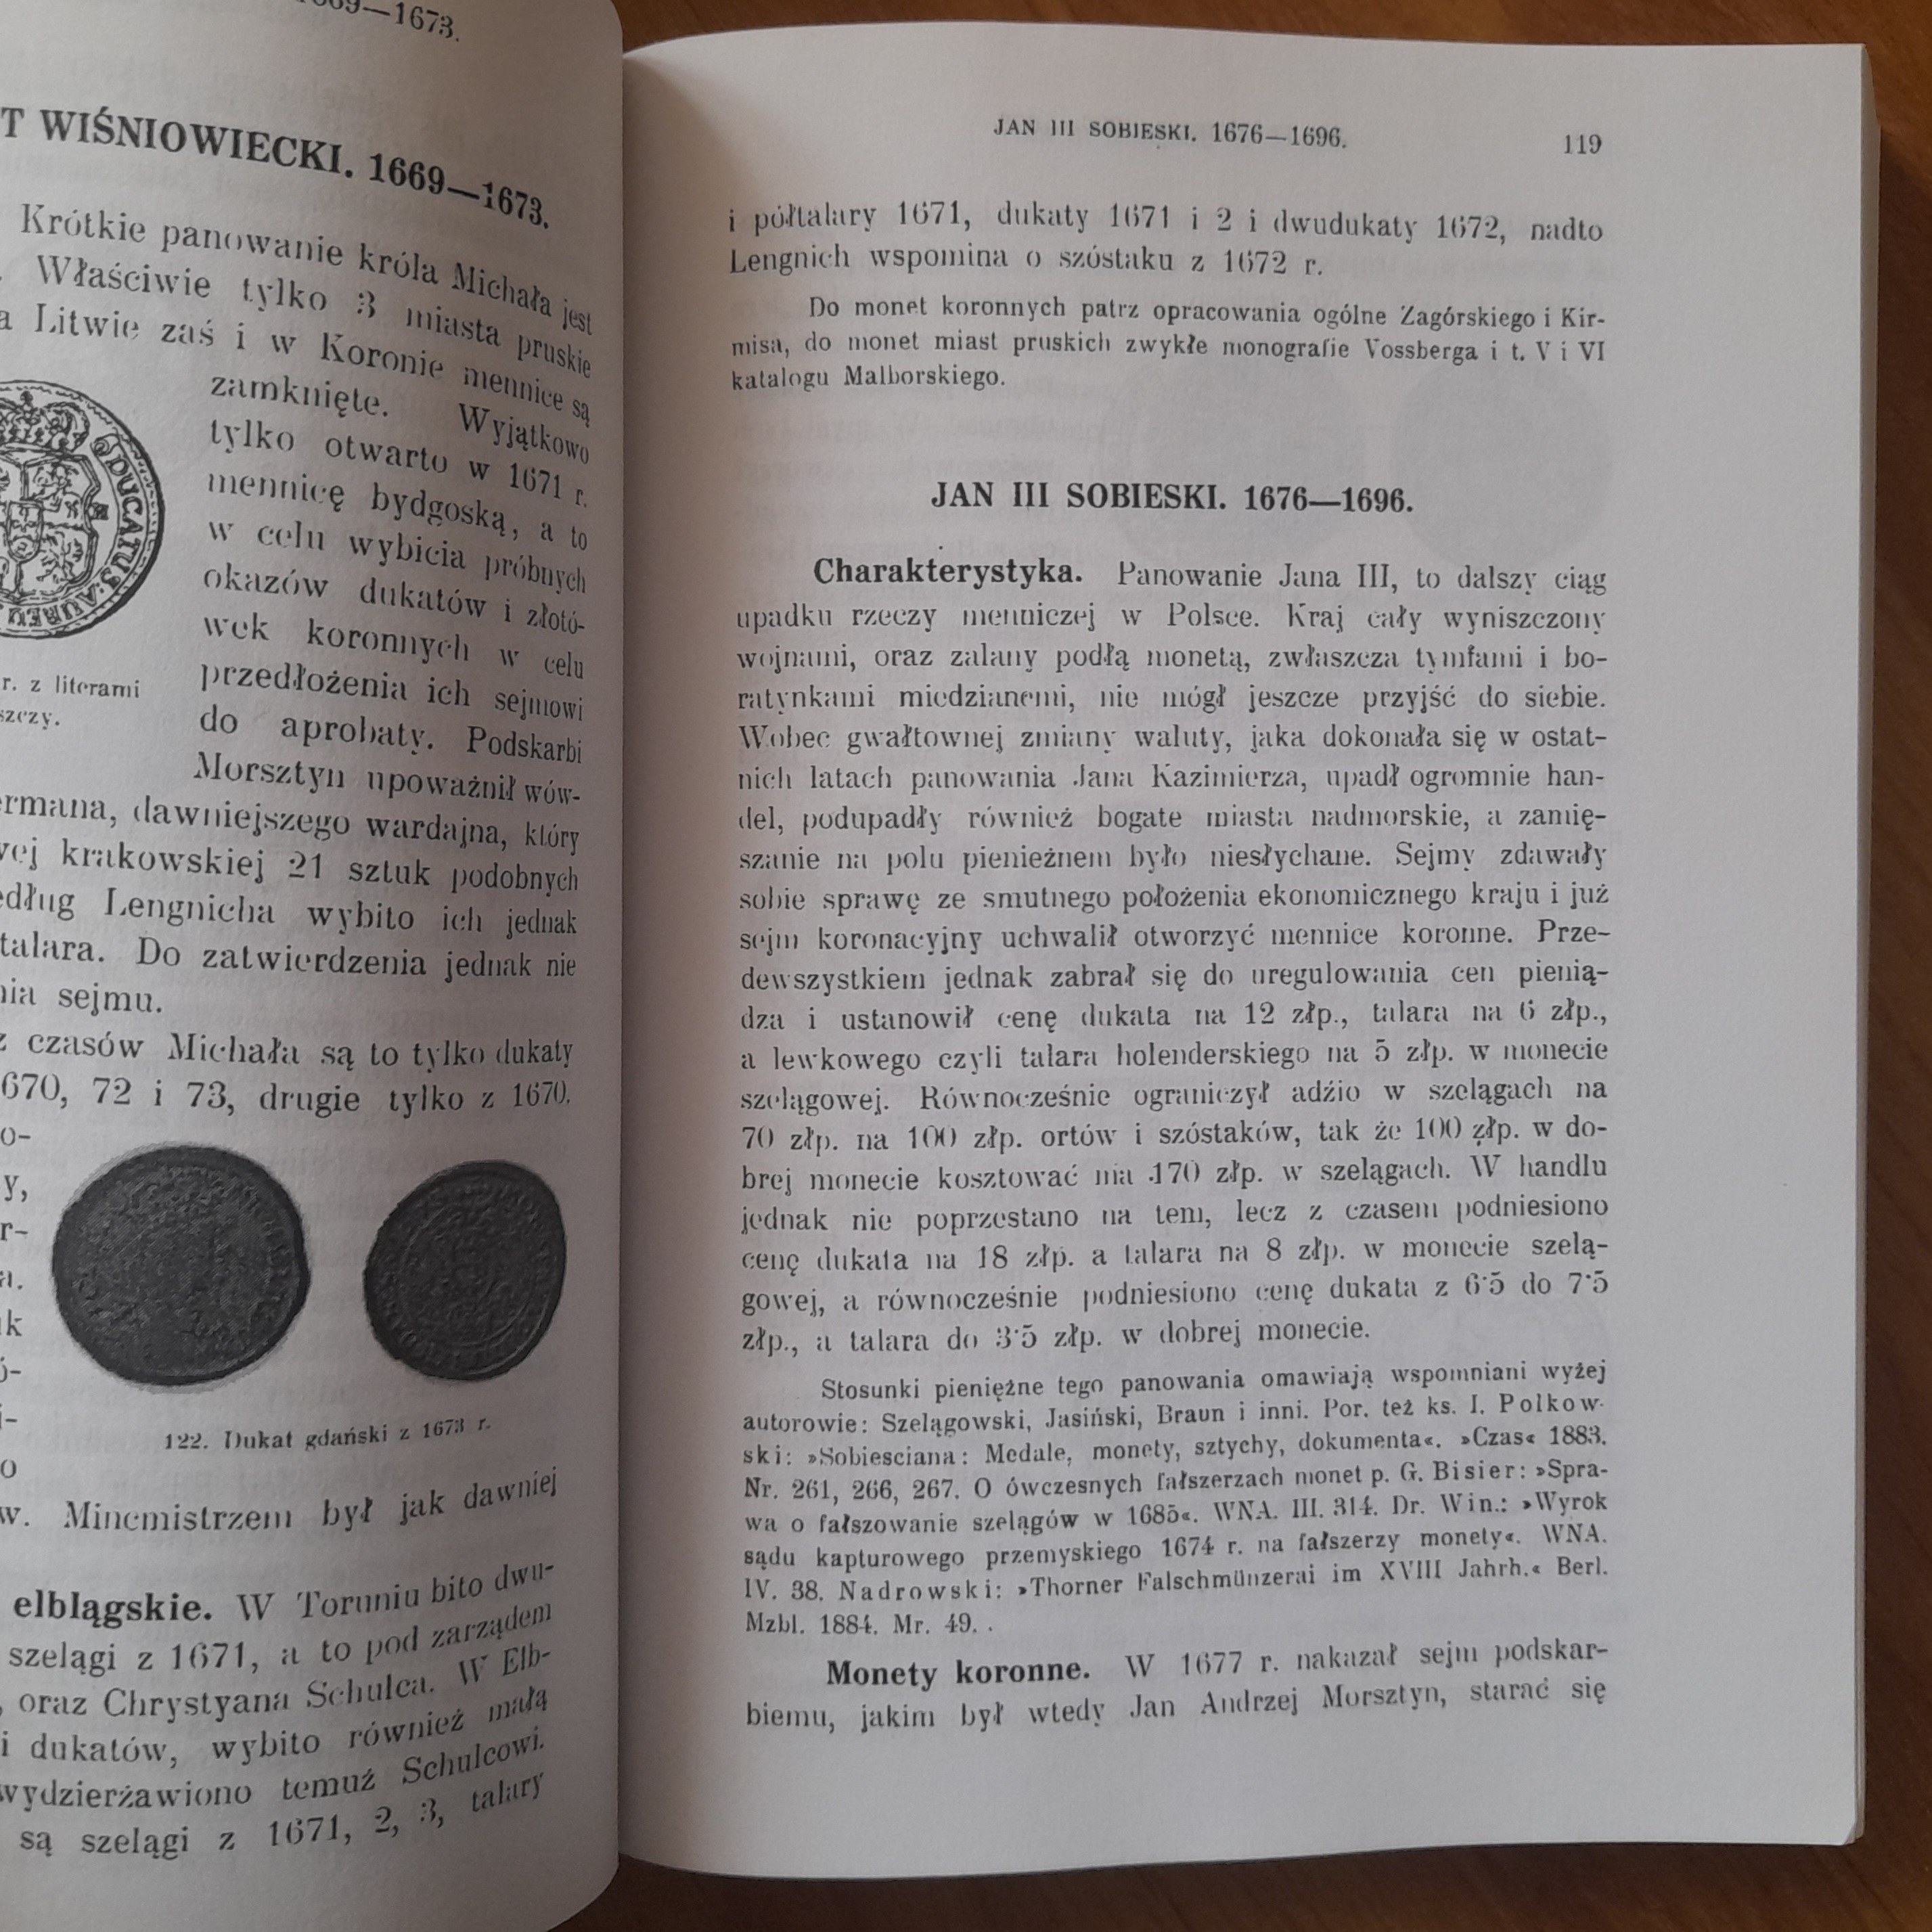 69—1673.
T WIŚNIOWIECKI. 1669—1673.
Krótkie panowanie króla Michała jest
. Właściwie tylko 3 miasta pruskie
a Litwie zaś i w Koronie mennice są
zamknięte. Wyjątkowo
tylko otwarto w 1671 r.
mennicę bydgoską, a to
w celu wybicia próbnych
okazów dukatów i złotó-
wek koronnych w celu
przedłożenia ich sejmowi
do aprobaty. Podskarbi
Morsztyn upoważnił wów-
DUCATUS: AUREU
r. z literami
szczy.
ermana, dawniejszego wardajna, który
wej krakowskiej 21 sztuk podobnych
edług Lengnicha wybito ich jednak
talara. Do zatwierdzenia jednak nie
nia sejmu.
z czasów Michała są to tylko dukaty
670, 72 i 73, drugie tylko z 1670.
o-
y,
r-
a.
k
ó-
i-
o
122. Dukat gdański z 1673 r.
w. Mincmistrzem był jak dawniej
elblągskie. W Toruniu bito dwu-
szelągi z 1671, a to pod zarządem
, oraz Chrystyana Schulca. W Elb-
i dukatów, wybito również małą
wydzierżawiono temuż Schulcowi.
są szelągi z 1671, 2, 3, talary
JAN III SOBIESKI. 1676—1696.
119
i półtalary 1671, dukaty 1671 i 2 i dwudukaty 1672, nadto
Lengnich wspomina o szóstaku z 1672 r.
Do monet koronnych patrz opracowania ogólne Zagórskiego i Kir-
misa, do monet miast pruskich zwykłe monografie Vossberga i t. V i VI
katalogu Malborskiego.
JAN III SOBIESKI. 1676—1696.
Charakterystyka. Panowanie Jana III, to dalszy ciąg
upadku rzeczy menniczej w Polsce. Kraj cały wyniszczony
wojnami, oraz zalany podłą monetą, zwłaszcza tymfami i bo-
ratynkami miedzianemi, nie mógł jeszcze przyjść do siebie.
Wobec gwałtownej zmiany waluty, jaka dokonała się w ostat-
nich latach panowania Jana Kazimierza, upadł ogromnie han-
del, podupadły również bogate miasta nadmorskie, a zamię-
szanie na polu pienieżnem było niesłychane. Sejmy zdawały
sobie sprawę ze smutnego położenia ekonomicznego kraju i już
sejm koronacyjny uchwalił otworzyć mennice koronne. Prze-
dewszystkiem jednak zabrał się do uregulowania cen pienią-
dza i ustanowił cenę dukata na 12 złp., talara na 6 złp.,
a lewkowego czyli talara holenderskiego na 5 złp. w monecie
szelągowej. Równocześnie ograniczył adźio w szelągach na
70 złp. na 100 złp. ortów i szóstaków, tak że 100 złp. w do-
brej monecie kosztować ma 170 złp. w szelągach. W handlu
jednak nie poprzestano na tem, lecz z czasem podniesiono
cenę dukata na 18 złp. a talara na 8 złp. w monecie szelą-
gowej, a równocześnie podniesiono cenę dukata z 6·5 do 7·5
złp., a talara do 3·5 złp. w dobrej monecie.
Stosunki pieniężne tego panowania omawiają wspomniani wyżej
autorowie: Szelągowski, Jasiński, Braun i inni. Por. też ks. I. Polkow-
ski: »Sobiesciana: Medale, monety, sztychy, dokumenta«. »Czas« 1883.
Nr. 261, 266, 267. O ówczesnych fałszerzach monet p. G. Bisier: »Spra-
wa o fałszowanie szelągów w 1685«. WNA. III. 314. Dr. Win.: »Wyrok
sądu kapturowego przemyskiego 1674 r. na fałszerzy monety«. WNA.
IV. 38. Nadrowski: »Thorner Falschmünzerai im XVIII Jahrh.« Berl.
Mzbl. 1884. Mr. 49. .
Monety koronne. W 1677 r. nakazał sejm podskar-
biemu, jakim był wtedy Jan Andrzej Morsztyn, starać się